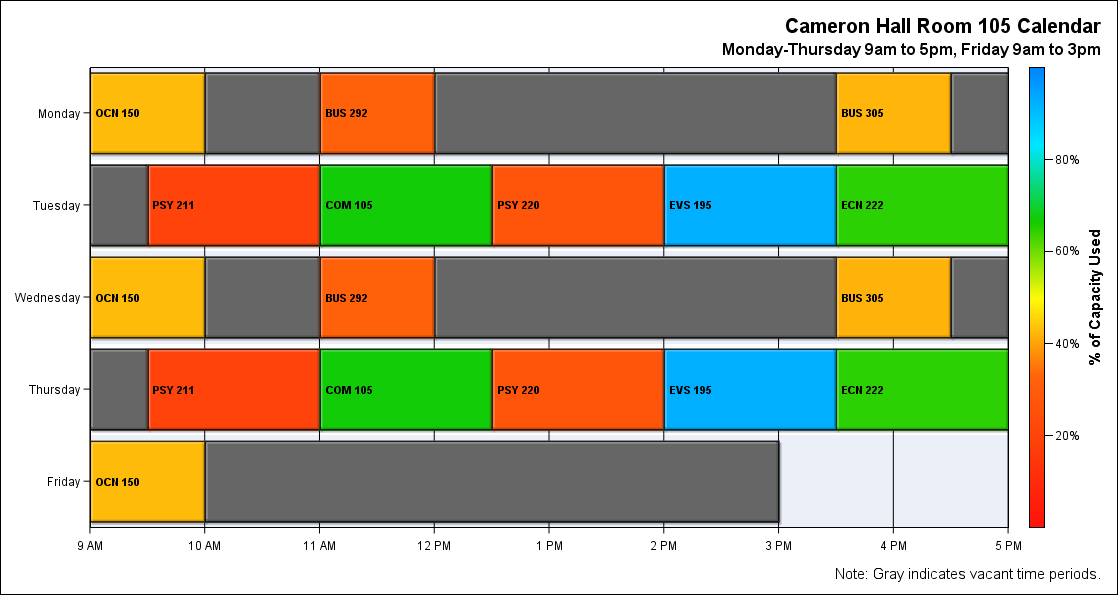 Cameron Hall Room 105 Calendar
Monday-Thursday 9am to 5pm, Friday 9am to 3pm
Monday
OCN 150
BUS 292
BUS 305
Tuesday
PSY 211
COM 105
PSY 220
EVS 195
ECN 222
Wednesday
OCN 150
BUS 292
BUS 305
Thursday
PSY 211
COM 105
PSY 220
EVS 195
ECN 222
Friday
OCN 150
9 AM
10 AM
11 AM
12 PM
1 PM
2 PM
3 PM
4 PM
5 PM
80%
60%
40%
20%
% of Capacity Used
Note: Gray indicates vacant time periods.